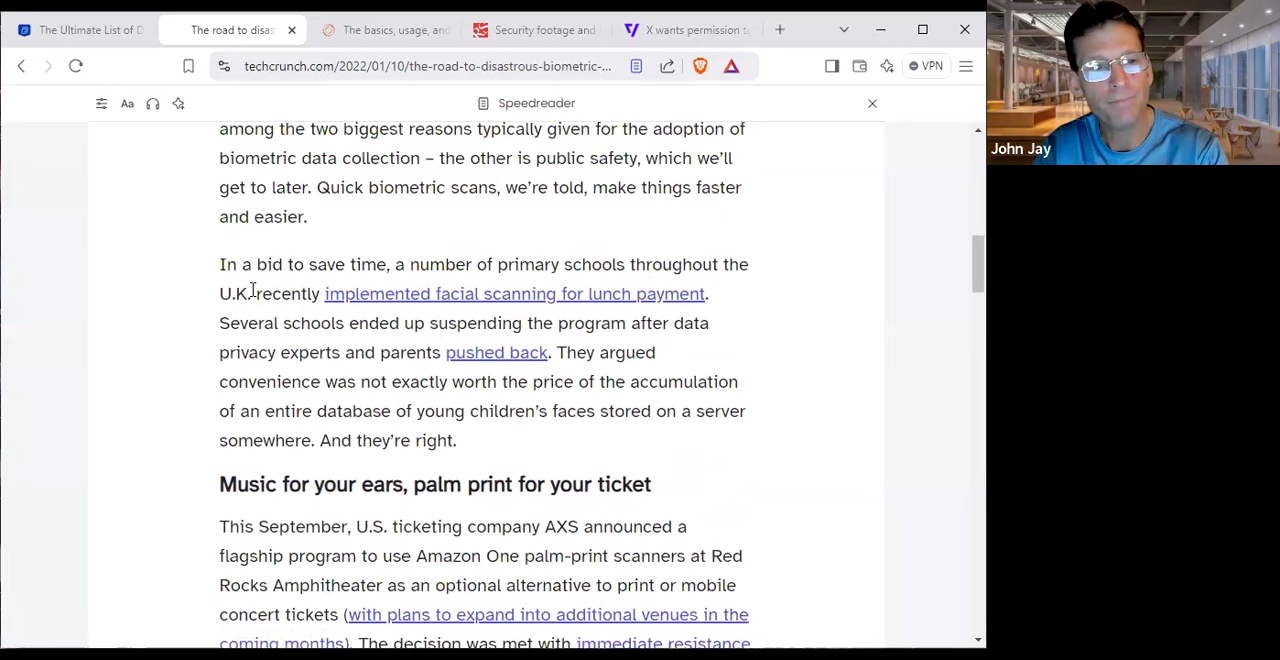 The Ultimate List of D
The road to disas
The basics, usage, and
Security footage and
X wants permission to
techcrunch.com/2022/01/10/the-road-to-disastrous-biometric-...
VPN
Aa
Speedreader
among the two biggest reasons typically given for the adoption of
biometric data collection – the other is public safety, which we’ll
get to later. Quick biometric scans, we’re told, make things faster
and easier.
In a bid to save time, a number of primary schools throughout the
U.K. recently implemented facial scanning for lunch payment.
Several schools ended up suspending the program after data
privacy experts and parents pushed back. They argued
convenience was not exactly worth the price of the accumulation
of an entire database of young children’s faces stored on a server
somewhere. And they’re right.
Music for your ears, palm print for your ticket
This September, U.S. ticketing company AXS announced a
flagship program to use Amazon One palm-print scanners at Red
Rocks Amphitheater as an optional alternative to print or mobile
concert tickets (with plans to expand into additional venues in the
coming months). The decision was met with immediate resistance
John Jay